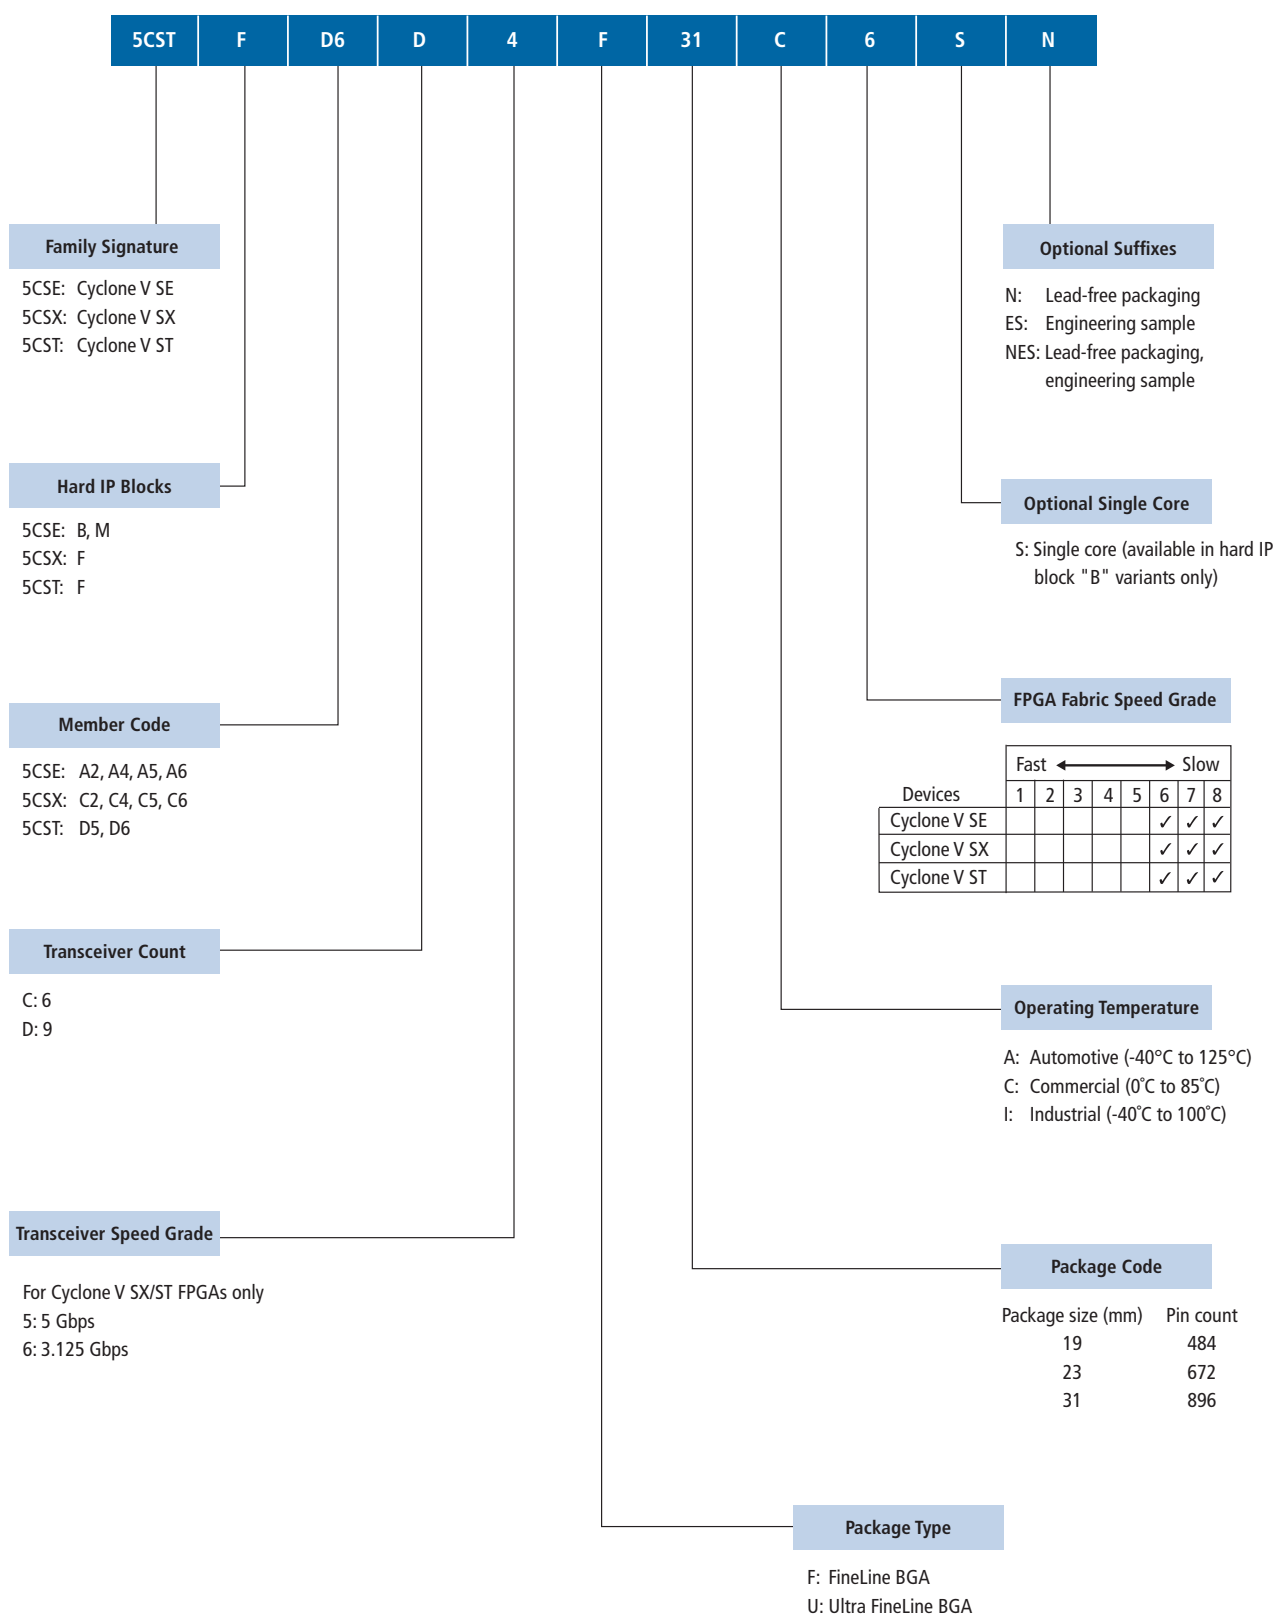 5CST F D6 D 4 F 31 C 6 S N
Family Signature
5CSE: Cyclone V SE
5CSX: Cyclone V SX
5CST: Cyclone V ST
Hard IP Blocks
5CSE: B, M
5CSX: F
5CST: F
Member Code
5CSE: A2, A4, A5, A6
5CSX: C2, C4, C5, C6
5CST: D5, D6
Transceiver Count
C: 6
D: 9
Transceiver Speed Grade
For Cyclone V SX/ST FPGAs only
5: 5 Gbps
6: 3.125 Gbps
Optional Suffixes
N: Lead-free packaging
ES: Engineering sample
NES: Lead-free packaging,
engineering sample
Optional Single Core
S: Single core (available in hard IP
block "B" variants only)
FPGA Fabric Speed Grade
Fast Slow
Devices 1 2 3 4 5 6 7 8
Cyclone V SE ✓ ✓ ✓
Cyclone V SX ✓ ✓ ✓
Cyclone V ST ✓ ✓ ✓
Operating Temperature
A: Automotive (-40°C to 125°C)
C: Commercial (0˚C to 85˚C)
I: Industrial (-40˚C to 100˚C)
Package Code
Package size (mm) Pin count
19 484
23 672
31 896
Package Type
F: FineLine BGA
U: Ultra FineLine BGA